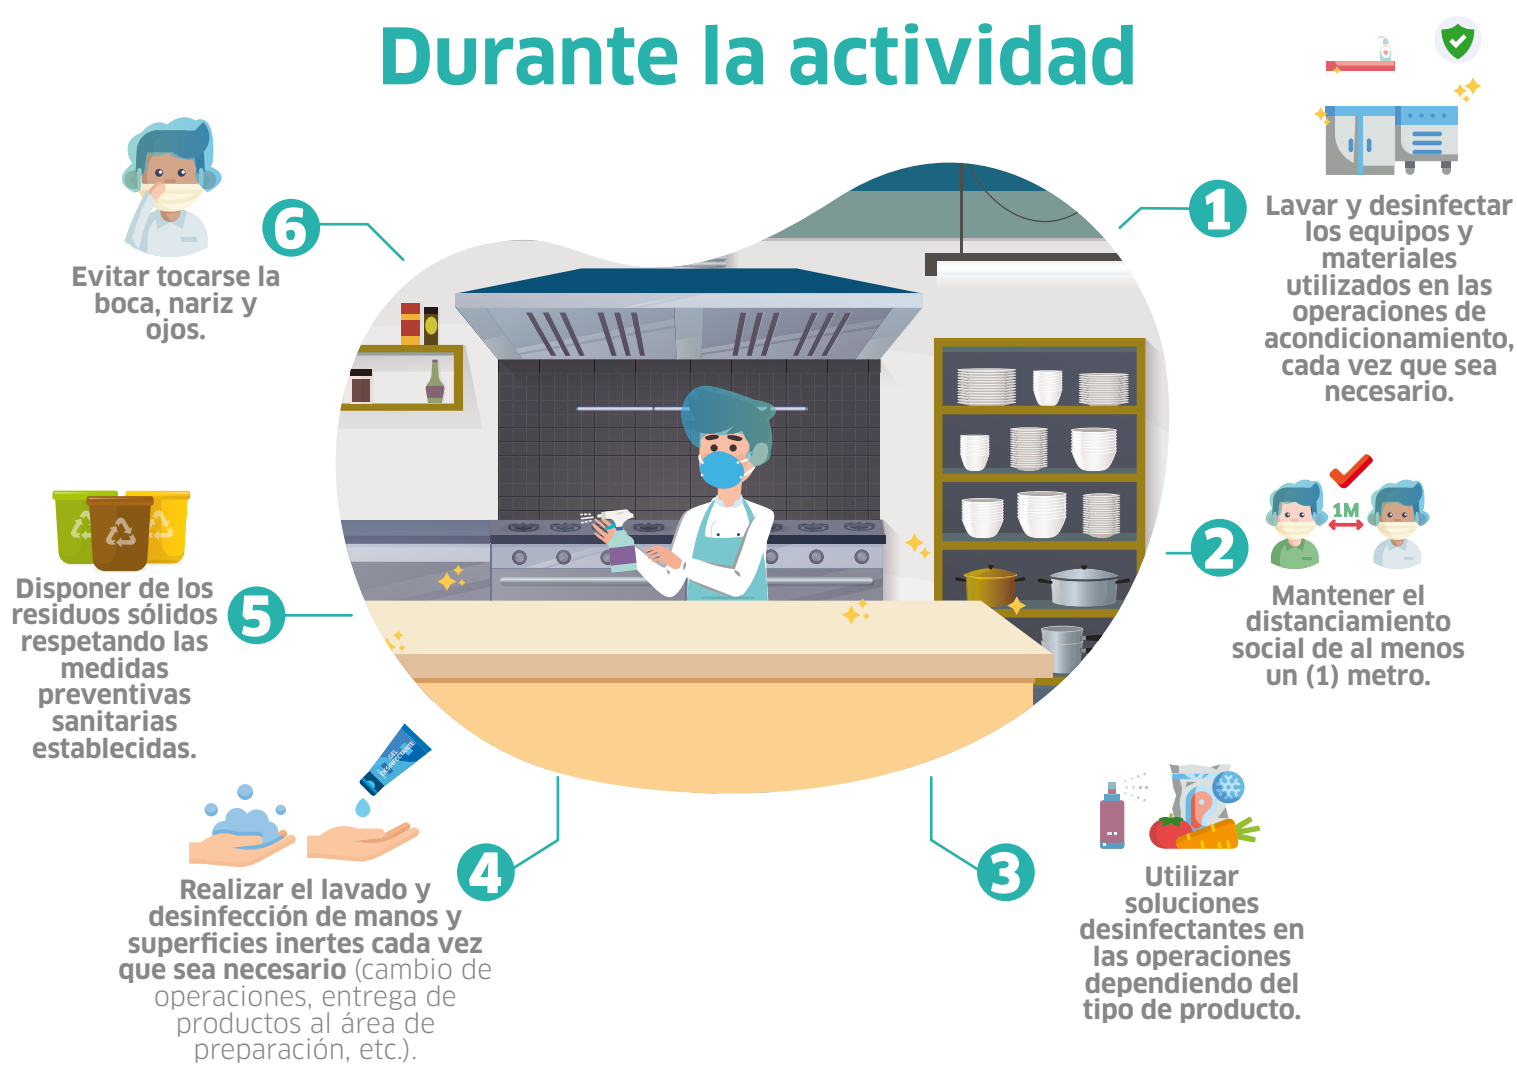 Durante la actividad
1
Lavar y desinfectar
los equipos y
materiales
utilizados en las
operaciones de
acondicionamiento,
cada vez que sea
necesario.
1M
2
Mantener el
distanciamiento
social de al menos
un (1) metro.
3
Utilizar
soluciones
desinfectantes en
las operaciones
dependiendo del
tipo de producto.
GEL
DESINFECTANTE
4
Realizar el lavado y
desinfección de manos y
superficies inertes cada vez
que sea necesario (cambio de
operaciones, entrega de
productos al área de
preparación, etc.).
5
Disponer de los
residuos sólidos
respetando las
medidas
preventivas
sanitarias
establecidas.
6
Evitar tocarse la
boca, nariz y
ojos.